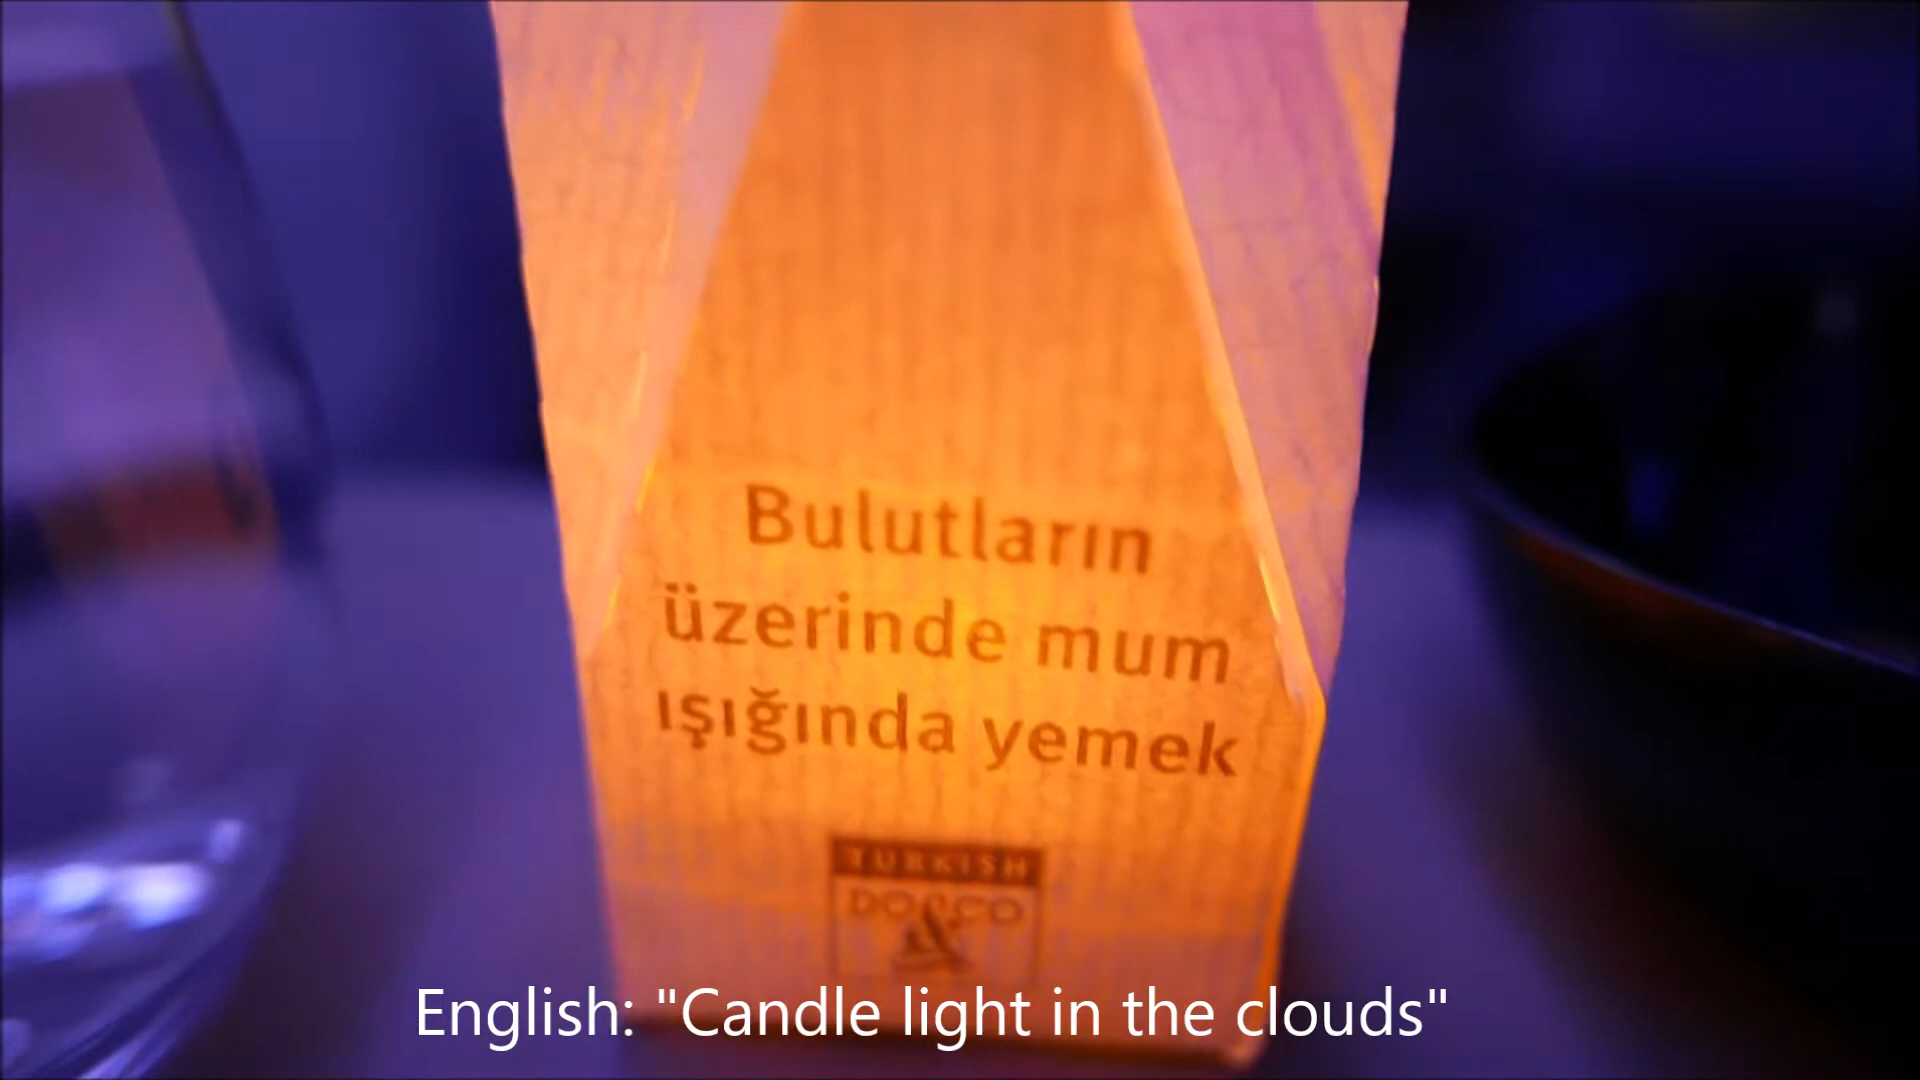 Bulutların
üzerinde mum
ışığında yemek
TURKISH
DO&CO
English: "Candle light in the clouds"